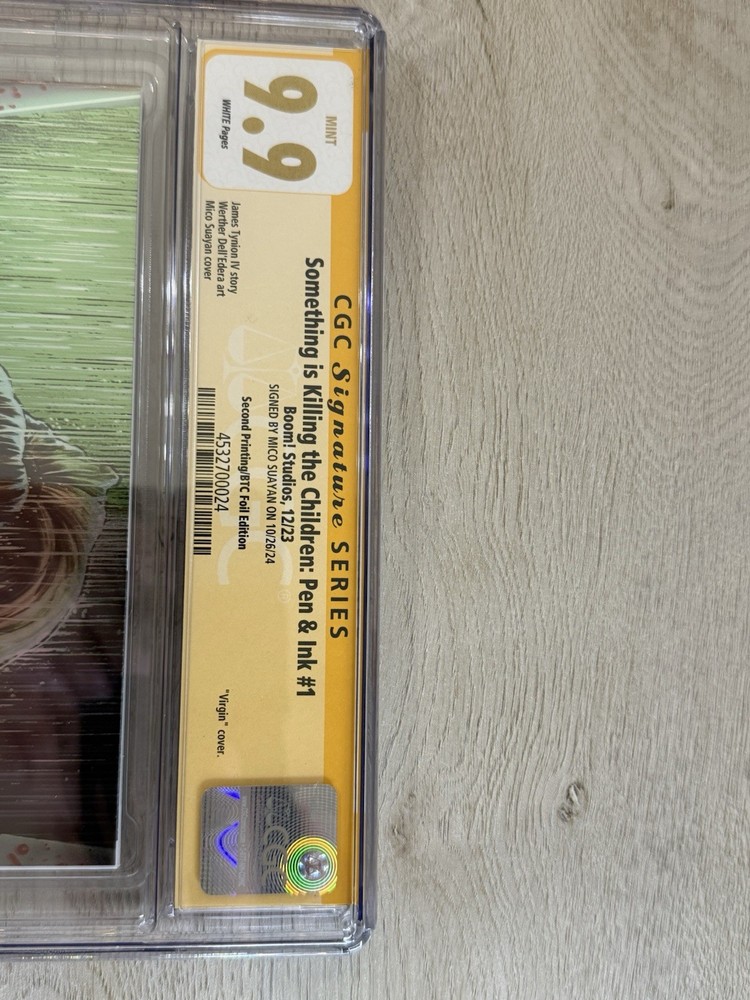 CGC Signature SERIES
MINT
9.9
WHITE Pages
Something is Killing the Children: Pen & Ink #1
Boom! Studios, 12/23
SIGNED BY MICO SUAYAN ON 10/26/24
James Tynion IV story
Werther Dell'Edera art
Mico Suayan cover
Second Printing/BTC Foil Edition
4532700024
"Virgin" cover.
CGC
CGC